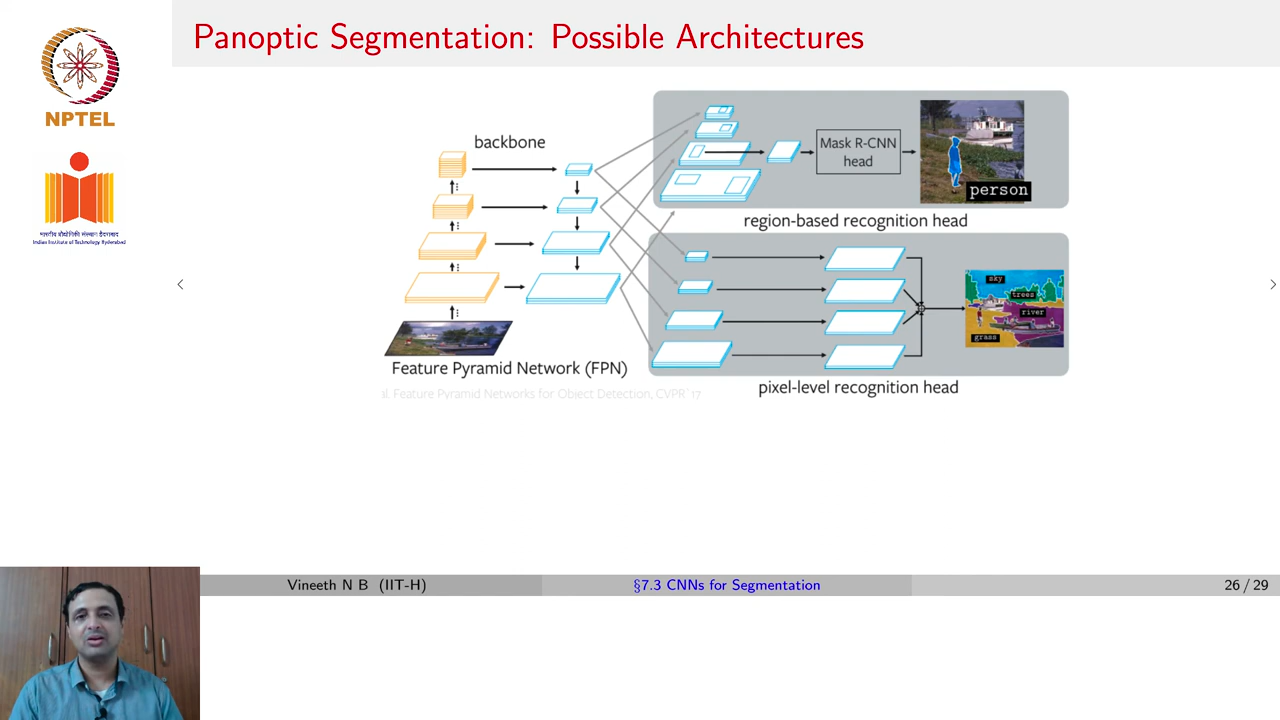 Panoptic Segmentation: Possible Architectures
NPTEL
भारतीय प्रौद्योगिकी संस्थान हैदराबाद
Indian Institute of Technology Hyderabad
backbone
Feature Pyramid Network (FPN)
al. Feature Pyramid Networks for Object Detection, CVPR'17
Mask R-CNN
head
person
region-based recognition head
sky
trees
river
grass
pixel-level recognition head
Vineeth N B (IIT-H)
§7.3 CNNs for Segmentation
26 / 29